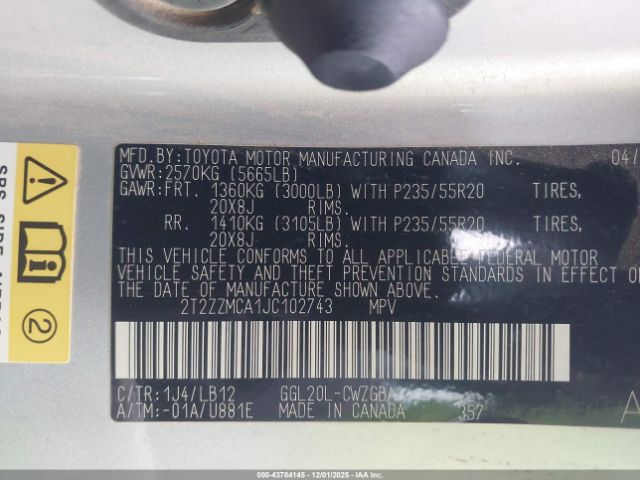 MFD.BY:TOYOTA MOTOR MANUFACTURING CANADA INC. 04/
GVWR:2570KG (5665LB)
GAWR:FRT. 1360KG (3000LB) WITH P235/55R20 TIRES,
20X8J RIMS.
RR. 1410KG (3105LB) WITH P235/55R20 TIRES,
20X8J RIMS.
THIS VEHICLE CONFORMS TO ALL APPLICABLE FEDERAL MOTOR
VEHICLE SAFETY AND THEFT PREVENTION STANDARDS IN EFFECT O
THE DATE OF MANUFACTURE SHOWN ABOVE.
2T2ZZMCA1JC102743 MPV
C/TR:1J4/LB12 GGL20L-CWZGBA
A/TM:-01A/U881E MADE IN CANADA 357
A
2
000-43784145 - 12/01/2025 - IAAI.com